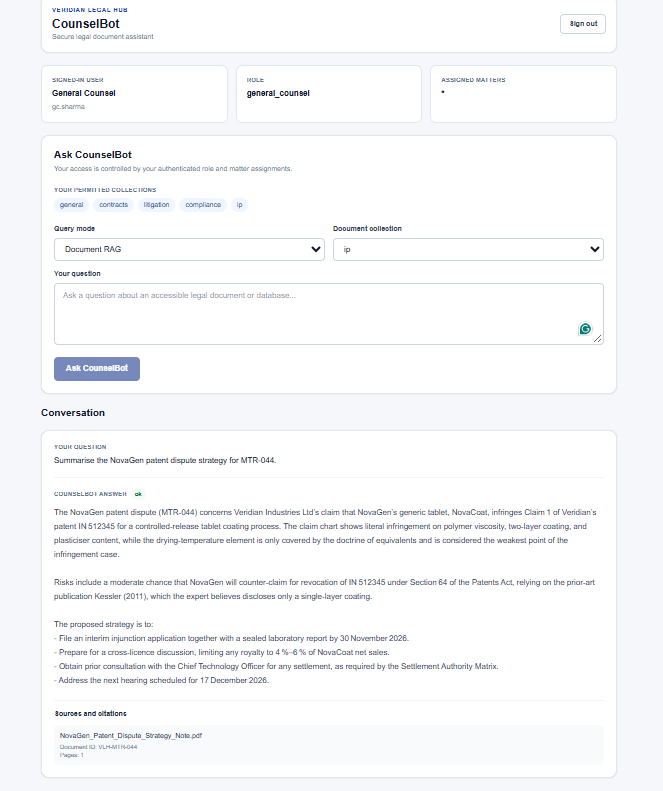 VERIDIAN LEGAL HUB
CounselBot
Secure legal document assistant
Sign out
SIGNED-IN USER
General Counsel
gc.sharma
ROLE
general_counsel
ASSIGNED MATTERS
*
Ask CounselBot
Your access is controlled by your authenticated role and matter assignments.
YOUR PERMITTED COLLECTIONS
general contracts litigation compliance ip
Query mode
Document RAG
Document collection
ip
Your question
Ask a question about an accessible legal document or database...
Ask CounselBot
Conversation
YOUR QUESTION
Summarise the NovaGen patent dispute strategy for MTR-044.
COUNSELBOT ANSWER ok
The NovaGen patent dispute (MTR-044) concerns Veridian Industries Ltd's claim that NovaGen's generic tablet, NovaCoat, infringes Claim 1 of Veridian's
patent IN 512345 for a controlled-release tablet coating process. The claim chart shows literal infringement on polymer viscosity, two-layer coating, and
plasticiser content, while the drying-temperature element is only covered by the doctrine of equivalents and is considered the weakest point of the
infringement case.
Risks include a moderate chance that NovaGen will counter-claim for revocation of IN 512345 under Section 64 of the Patents Act, relying on the prior-art
publication Kessler (2011), which the expert believes discloses only a single-layer coating.
The proposed strategy is to:
- File an interim injunction application together with a sealed laboratory report by 30 November 2026.
- Prepare for a cross-licence discussion, limiting any royalty to 4 %–6 % of NovaCoat net sales.
- Obtain prior consultation with the Chief Technology Officer for any settlement, as required by the Settlement Authority Matrix.
- Address the next hearing scheduled for 17 December 2026.
Sources and citations
NovaGen_Patent_Dispute_Strategy_Note.pdf
Document ID: VLH-MTR-044
Pages: 1